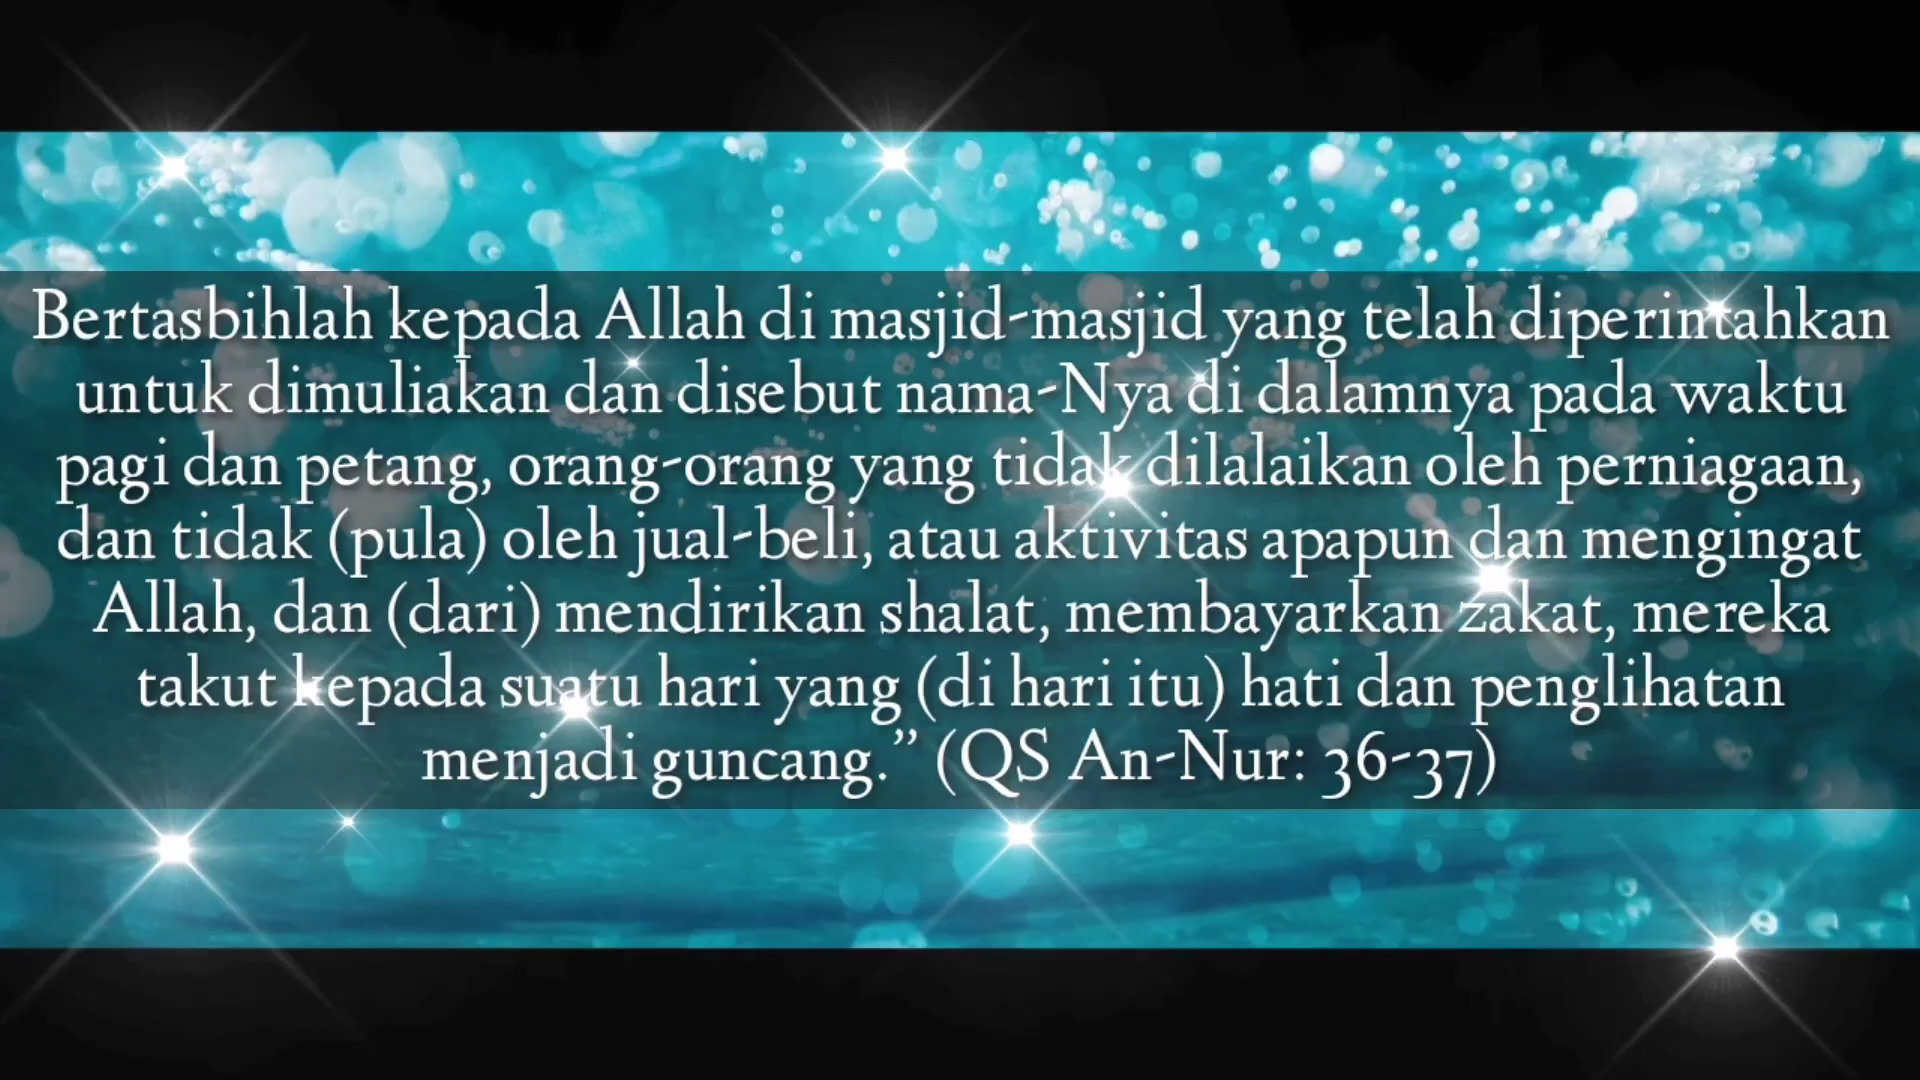 Bertasbihlah kepada Allah di masjid-masjid yang telah diperintahkan
untuk dimuliakan dan disebut nama-Nya di dalamnya pada waktu
pagi dan petang, orang-orang yang tidak dilalaikan oleh perniagaan,
dan tidak (pula) oleh jual-beli, atau aktivitas apapun dan mengingat
Allah, dan (dari) mendirikan shalat, membayarkan zakat, mereka
takut kepada suatu hari yang (di hari itu) hati dan penglihatan
menjadi guncang.” (QS An-Nur: 36-37)